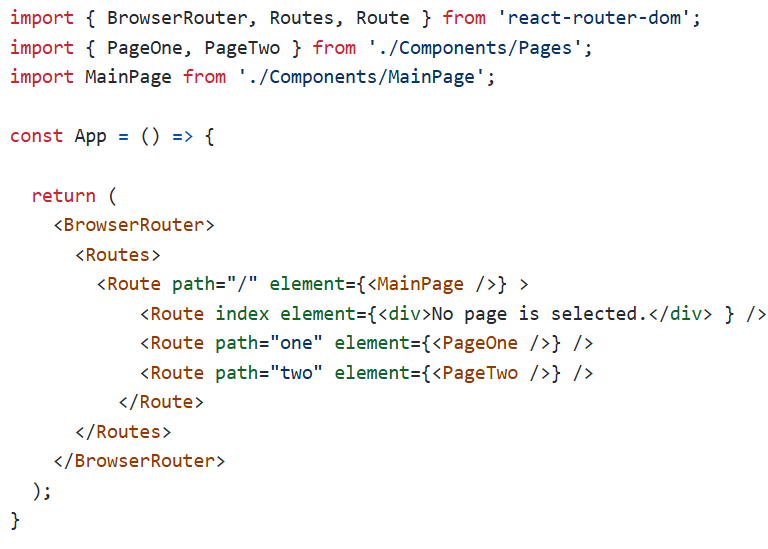 import { BrowserRouter, Routes, Route } from 'react-router-dom';
import { PageOne, PageTwo } from './Components/Pages';
import MainPage from './Components/MainPage';

const App = () => {

  return (
    <BrowserRouter>
      <Routes>
        <Route path="/" element={<MainPage />} >
            <Route index element={<div>No page is selected.</div> } />
            <Route path="one" element={<PageOne />} />
            <Route path="two" element={<PageTwo />} />
          </Route>
      </Routes>
    </BrowserRouter>
  );
}